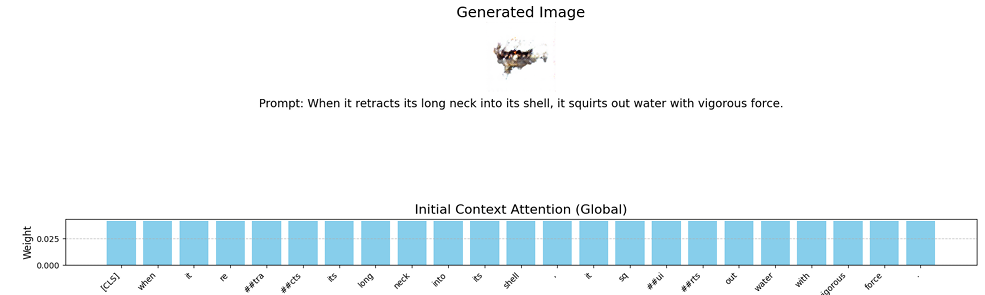 Generated Image
Prompt: When it retracts its long neck into its shell, it squirts out water with vigorous force.
Initial Context Attention (Global)
Weight
0.025
0.000
[CLS] when it re ##tra ##cts its long neck into its shell , it sq ##ui ##rts out water with vigorous force .